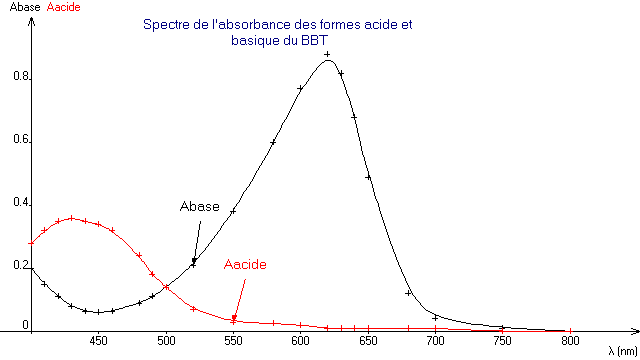 Abase Aacide
Spectre de l'absorbance des formes acide et
basique du BBT
0.8
0.6
0.4
Abase
Aacide
0.2
0
450 500 550 600 650 700 750 800
λ (nm)